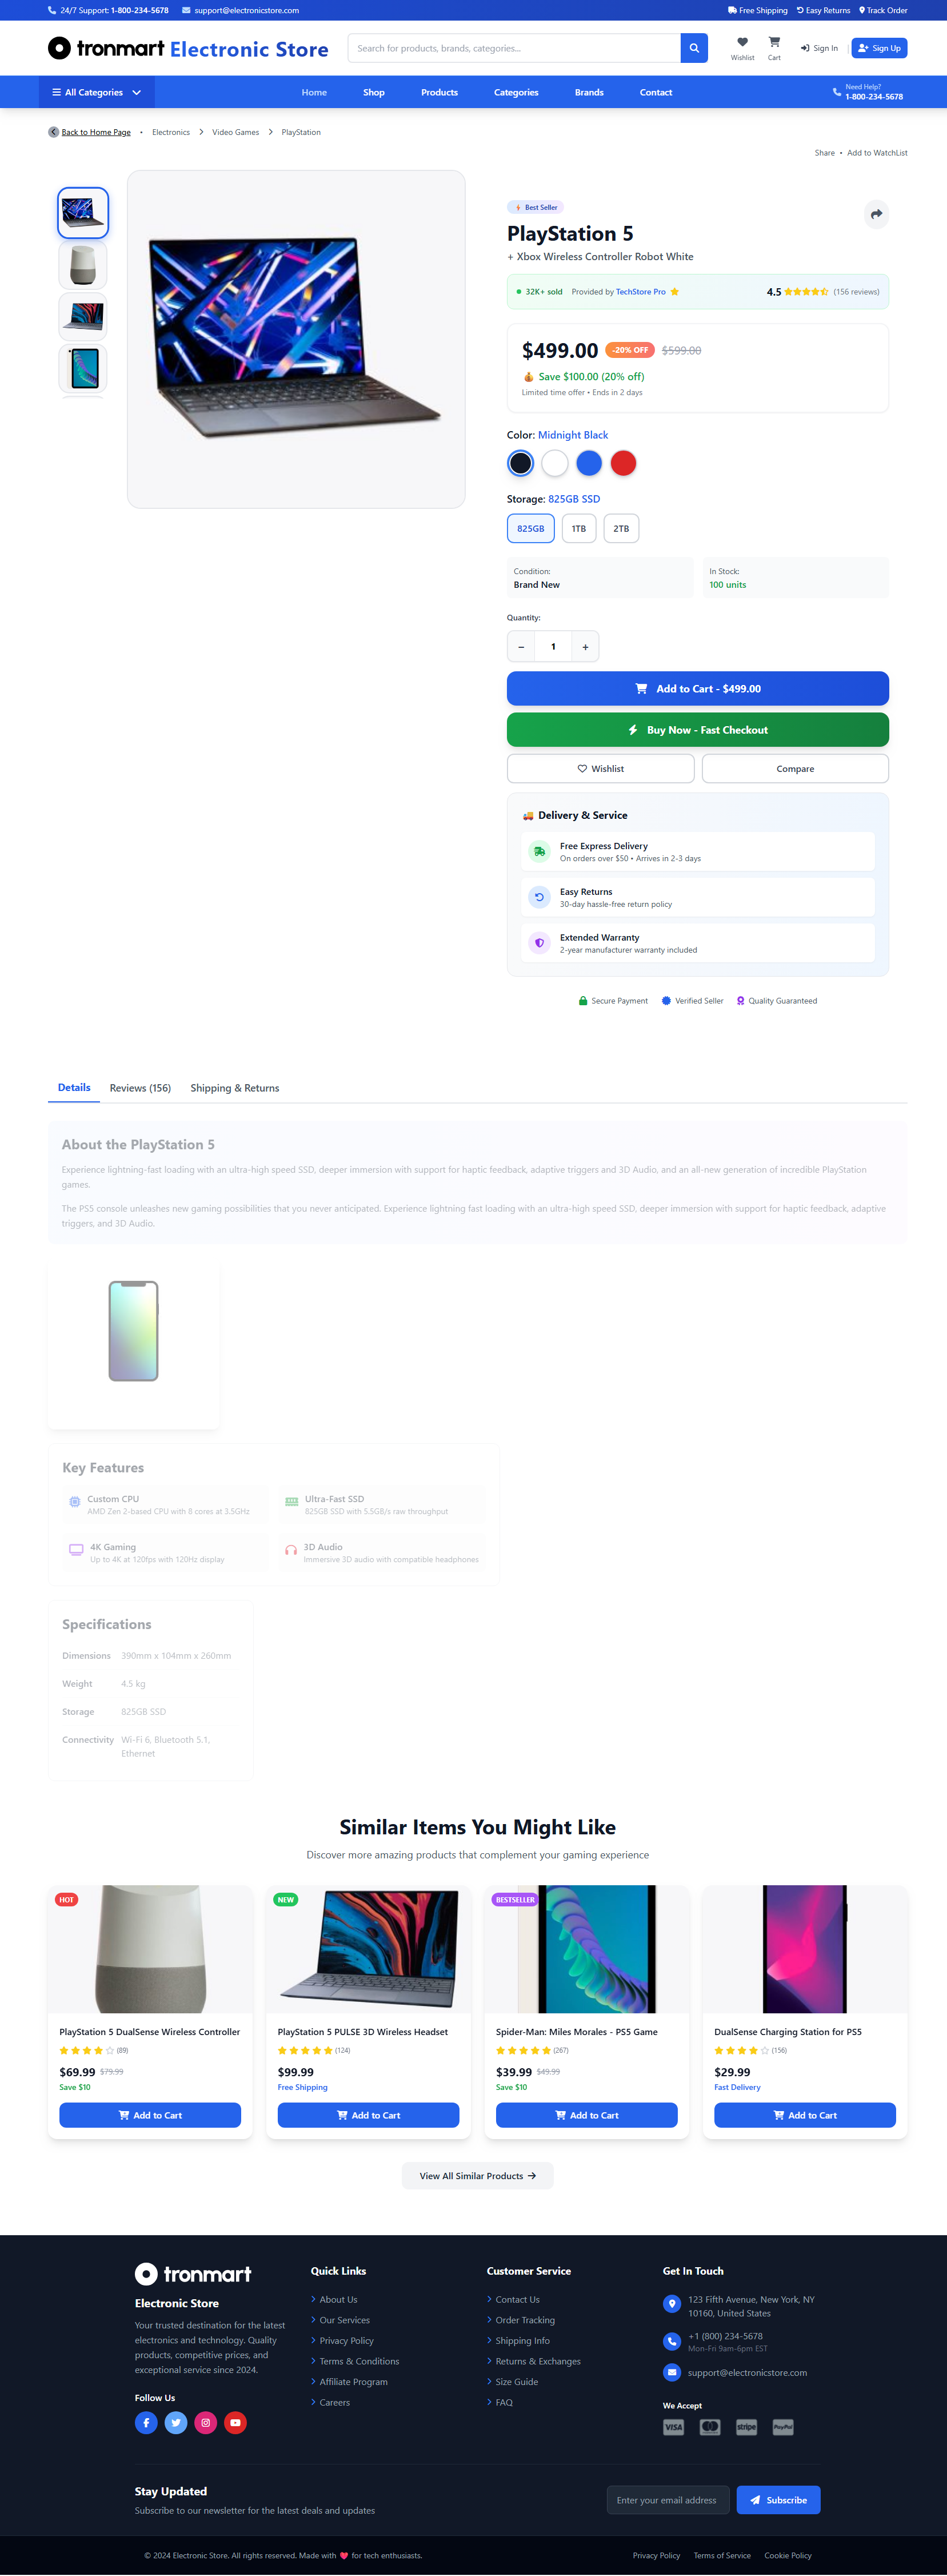 24/7 Support: 1-800-234-5678 support@electronicstore.com Free Shipping Easy Returns Track Order
tronmart Electronic Store Search for products, brands, categories... Wishlist Cart Sign In | Sign Up
All Categories Home Shop Products Categories Brands Contact Need Help?
1-800-234-5678
Back to Home Page • Electronics Video Games PlayStation
Share • Add to WatchList
Best Seller
PlayStation 5
+ Xbox Wireless Controller Robot White
32K+ sold Provided by TechStore Pro 4.5 (156 reviews)
$499.00 -20% OFF $599.00
Save $100.00 (20% off)
Limited time offer • Ends in 2 days
Color: Midnight Black
Storage: 825GB SSD
825GB 1TB 2TB
Condition: In Stock:
Brand New 100 units
Quantity:
− 1 +
Add to Cart - $499.00
Buy Now - Fast Checkout
Wishlist Compare
Delivery & Service
Free Express Delivery
On orders over $50 • Arrives in 2-3 days
Easy Returns
30-day hassle-free return policy
Extended Warranty
2-year manufacturer warranty included
Secure Payment Verified Seller Quality Guaranteed
Details Reviews (156) Shipping & Returns
About the PlayStation 5
Experience lightning-fast loading with an ultra-high speed SSD, deeper immersion with support for haptic feedback, adaptive triggers and 3D Audio, and an all-new generation of incredible PlayStation
games.
The PS5 console unleashes new gaming possibilities that you never anticipated. Experience lightning fast loading with an ultra-high speed SSD, deeper immersion with support for haptic feedback, adaptive
triggers, and 3D Audio.
Key Features
Custom CPU Ultra-Fast SSD
AMD Zen 2-based CPU with 8 cores at 3.5GHz 825GB SSD with 5.5GB/s raw throughput
4K Gaming 3D Audio
Up to 4K at 120fps with 120Hz display Immersive 3D audio with compatible headphones
Specifications
Dimensions 390mm x 104mm x 260mm
Weight 4.5 kg
Storage 825GB SSD
Connectivity Wi-Fi 6, Bluetooth 5.1,
Ethernet
Similar Items You Might Like
Discover more amazing products that complement your gaming experience
HOT NEW BESTSELLER
PlayStation 5 DualSense Wireless Controller PlayStation 5 PULSE 3D Wireless Headset Spider-Man: Miles Morales - PS5 Game DualSense Charging Station for PS5
(89) (124) (267) (156)
$69.99 $79.99 $99.99 $39.99 $49.99 $29.99
Save $10 Free Shipping Save $10 Fast Delivery
Add to Cart Add to Cart Add to Cart Add to Cart
View All Similar Products
tronmart Quick Links Customer Service Get In Touch
Electronic Store
Your trusted destination for the latest
electronics and technology. Quality
products, competitive prices, and
exceptional service since 2024.
Follow Us
About Us
Our Services
Privacy Policy
Terms & Conditions
Affiliate Program
Careers
Contact Us
Order Tracking
Shipping Info
Returns & Exchanges
Size Guide
FAQ
123 Fifth Avenue, New York, NY
10160, United States
+1 (800) 234-5678
Mon-Fri 9am-6pm EST
support@electronicstore.com
We Accept
VISA stripe PayPal
Stay Updated
Subscribe to our newsletter for the latest deals and updates
Enter your email address Subscribe
© 2024 Electronic Store. All rights reserved. Made with ❤️ for tech enthusiasts. Privacy Policy Terms of Service Cookie Policy